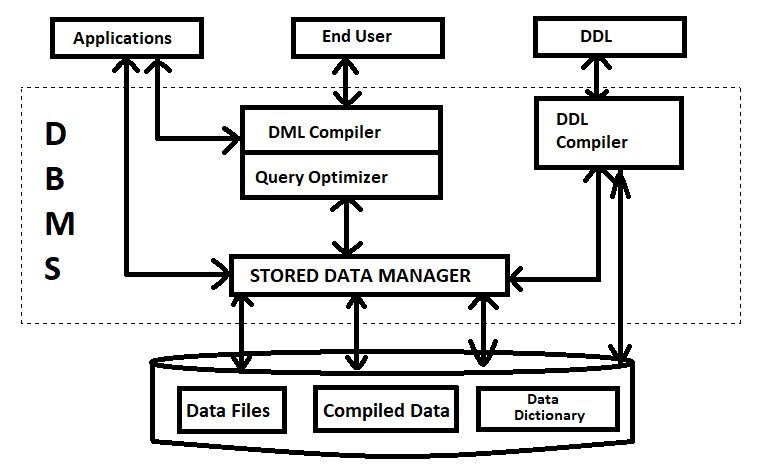 Applications
End User
DDL
D
B
M
S
DML Compiler
Query Optimizer
DDL
Compiler
STORED DATA MANAGER
Data Files
Compiled Data
Data
Dictionary